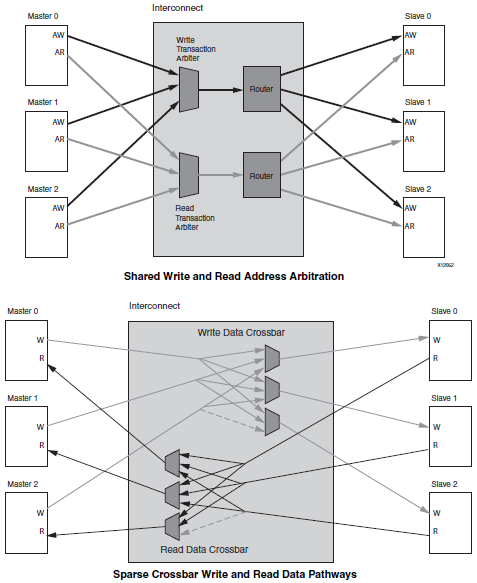 Interconnect
Master 0
AW
AR
Master 1
AW
AR
Master 2
AW
AR
Write
Transaction
Arbiter
Router
Read
Transaction
Arbiter
Router
Slave 0
AW
AR
Slave 1
AW
AR
Slave 2
AW
AR
X12062
Shared Write and Read Address Arbitration
Interconnect
Master 0
W
R
Master 1
W
R
Master 2
W
R
Write Data Crossbar
Read Data Crossbar
Slave 0
W
R
Slave 1
W
R
Slave 2
W
R
Sparse Crossbar Write and Read Data Pathways